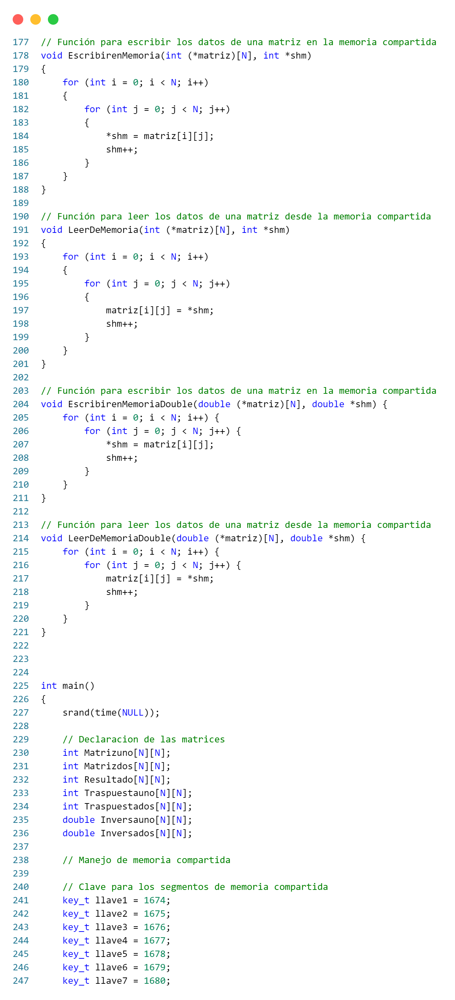 177 // Función para escribir los datos de una matriz en la memoria compartida
178 void EscribirenMemoria(int (*matriz)[N], int *shm)
179 {
180     for (int i = 0; i < N; i++)
181     {
182         for (int j = 0; j < N; j++)
183         {
184             *shm = matriz[i][j];
185             shm++;
186         }
187     }
188 }
189
190 // Función para leer los datos de una matriz desde la memoria compartida
191 void LeerDeMemoria(int (*matriz)[N], int *shm)
192 {
193     for (int i = 0; i < N; i++)
194     {
195         for (int j = 0; j < N; j++)
196         {
197             matriz[i][j] = *shm;
198             shm++;
199         }
200     }
201 }
202
203 // Función para escribir los datos de una matriz en la memoria compartida
204 void EscribirenMemoriaDouble(double (*matriz)[N], double *shm) {
205     for (int i = 0; i < N; i++) {
206         for (int j = 0; j < N; j++) {
207             *shm = matriz[i][j];
208             shm++;
209         }
210     }
211 }
212
213 // Función para leer los datos de una matriz desde la memoria compartida
214 void LeerDeMemoriaDouble(double (*matriz)[N], double *shm) {
215     for (int i = 0; i < N; i++) {
216         for (int j = 0; j < N; j++) {
217             matriz[i][j] = *shm;
218             shm++;
219         }
220     }
221 }
222
223
224
225 int main()
226 {
227     srand(time(NULL));
228
229     // Declaracion de las matrices
230     int Matrizuno[N][N];
231     int Matrizdos[N][N];
232     int Resultado[N][N];
233     int Traspuestauno[N][N];
234     int Traspuestados[N][N];
235     double Inversauno[N][N];
236     double Inversados[N][N];
237
238     // Manejo de memoria compartida
239
240     // Clave para los segmentos de memoria compartida
241     key_t llave1 = 1674;
242     key_t llave2 = 1675;
243     key_t llave3 = 1676;
244     key_t llave4 = 1677;
245     key_t llave5 = 1678;
246     key_t llave6 = 1679;
247     key_t llave7 = 1680;